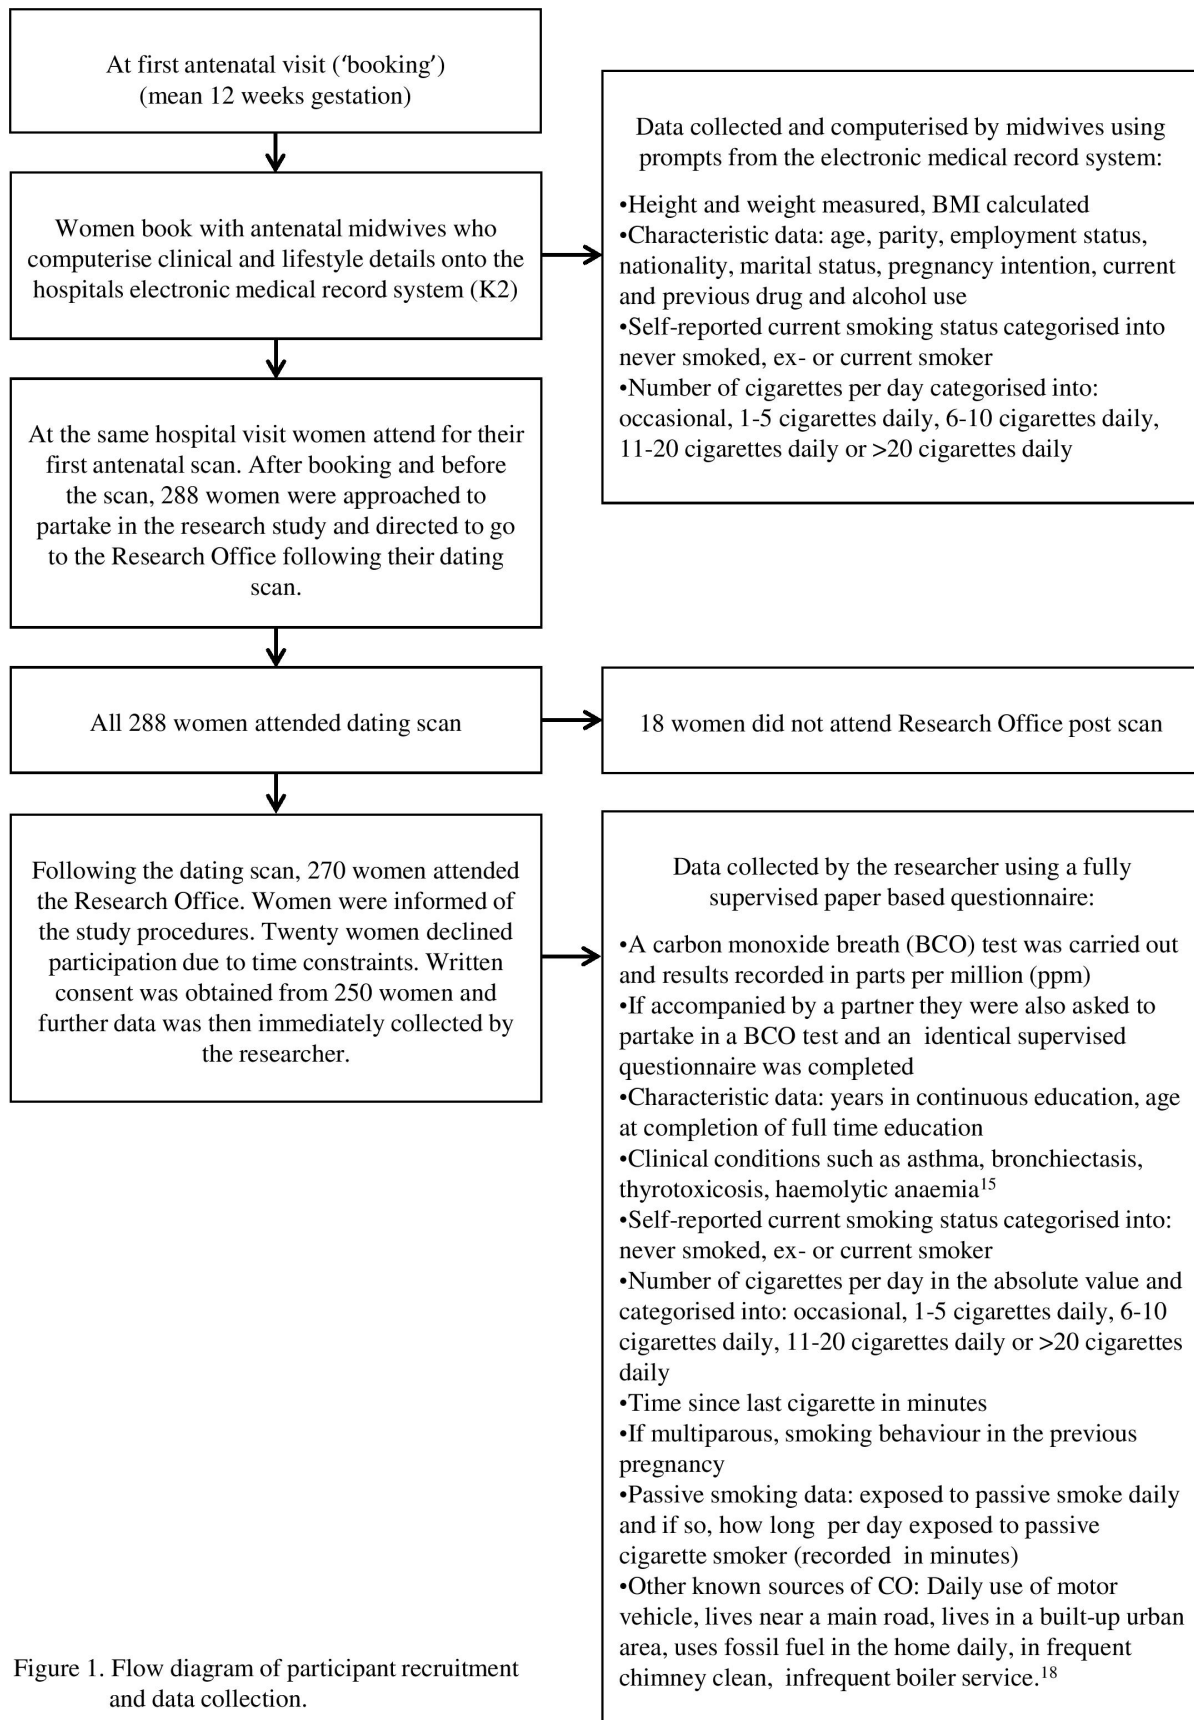 At first antenatal visit (‘booking’)
(mean 12 weeks gestation)
Women book with antenatal midwives who
computerise clinical and lifestyle details onto the
hospitals electronic medical record system (K2)
Data collected and computerised by midwives using
prompts from the electronic medical record system:
•Height and weight measured, BMI calculated
•Characteristic data: age, parity, employment status,
nationality, marital status, pregnancy intention, current
and previous drug and alcohol use
•Self-reported current smoking status categorised into
never smoked, ex- or current smoker
•Number of cigarettes per day categorised into:
occasional, 1-5 cigarettes daily, 6-10 cigarettes daily,
11-20 cigarettes daily or >20 cigarettes daily
At the same hospital visit women attend for their
first antenatal scan. After booking and before
the scan, 288 women were approached to
partake in the research study and directed to go
to the Research Office following their dating
scan.
All 288 women attended dating scan
18 women did not attend Research Office post scan
Following the dating scan, 270 women attended
the Research Office. Women were informed of
the study procedures. Twenty women declined
participation due to time constraints. Written
consent was obtained from 250 women and
further data was then immediately collected by
the researcher.
Data collected by the researcher using a fully
supervised paper based questionnaire:
•A carbon monoxide breath (BCO) test was carried out
and results recorded in parts per million (ppm)
•If accompanied by a partner they were also asked to
partake in a BCO test and an  identical supervised
questionnaire was completed
•Characteristic data: years in continuous education, age
at completion of full time education
•Clinical conditions such as asthma, bronchiectasis,
thyrotoxicosis, haemolytic anaemia¹⁵
•Self-reported current smoking status categorised into:
never smoked, ex- or current smoker
•Number of cigarettes per day in the absolute value and
categorised into: occasional, 1-5 cigarettes daily, 6-10
cigarettes daily, 11-20 cigarettes daily or >20 cigarettes
daily
•Time since last cigarette in minutes
•If multiparous, smoking behaviour in the previous
pregnancy
•Passive smoking data: exposed to passive smoke daily
and if so, how long  per day exposed to passive
cigarette smoker (recorded  in minutes)
•Other known sources of CO: Daily use of motor
vehicle, lives near a main road, lives in a built-up urban
area, uses fossil fuel in the home daily, in frequent
chimney clean,  infrequent boiler service.¹⁸
Figure 1. Flow diagram of participant recruitment
and data collection.